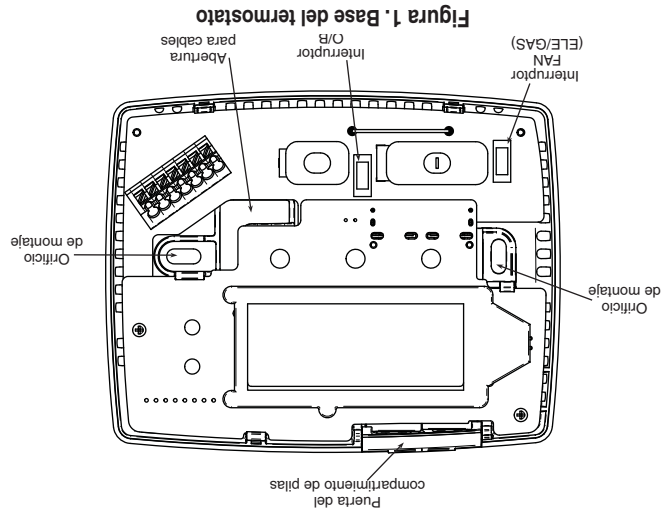 Puerta del
compartimiento de pilas
Orificio
de montaje
Orificio
de montaje
Interruptor
FAN
(ELE/GAS)
Interruptor
O/B
Abertura
para cables
Figura 1. Base del termostato